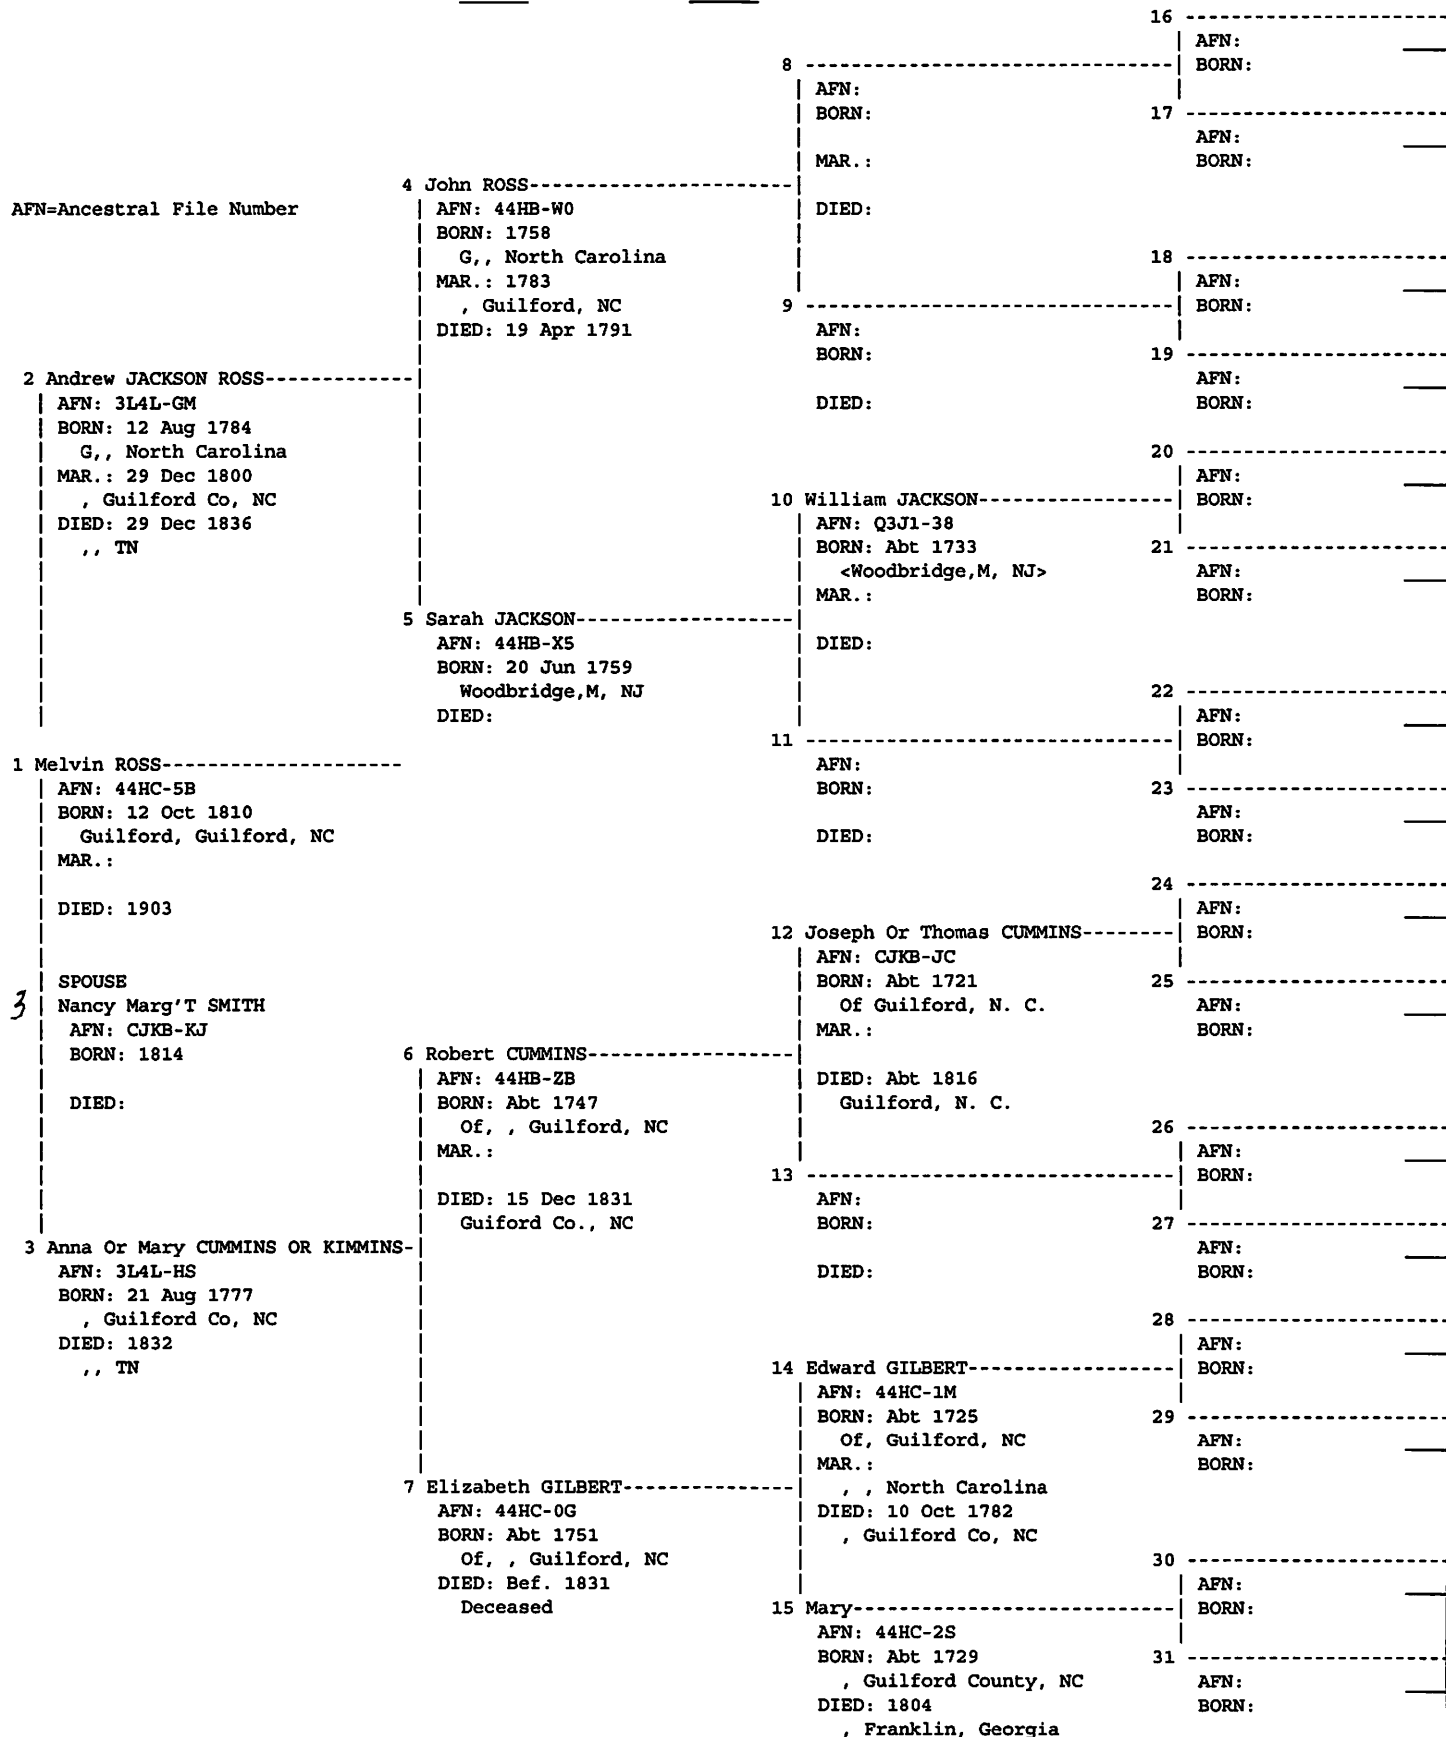 AFN=Ancestral File Number
2 Andrew JACKSON ROSS
AFN: 3L4L-GM
BORN: 12 Aug 1784
G,, North Carolina
MAR.: 29 Dec 1800
, Guilford Co, NC
DIED: 29 Dec 1836
,, TN
1 Melvin ROSS
AFN: 44HC-5B
BORN: 12 Oct 1810
Guilford, Guilford, NC
MAR.:
DIED: 1903
SPOUSE
3 Nancy Marg'T SMITH
AFN: CJKB-KJ
BORN: 1814
DIED:
3 Anna Or Mary CUMMINS OR KIMMINS
AFN: 3L4L-HS
BORN: 21 Aug 1777
, Guilford Co, NC
DIED: 1832
,, TN
4 John ROSS
AFN: 44HB-W0
BORN: 1758
G,, North Carolina
MAR.: 1783
, Guilford, NC
DIED: 19 Apr 1791
5 Sarah JACKSON
AFN: 44HB-X5
BORN: 20 Jun 1759
Woodbridge,M, NJ
DIED:
6 Robert CUMMINS
AFN: 44HB-ZB
BORN: Abt 1747
Of, , Guilford, NC
MAR.:
DIED: 15 Dec 1831
Guiford Co., NC
7 Elizabeth GILBERT
AFN: 44HC-0G
BORN: Abt 1751
Of, , Guilford, NC
DIED: Bef. 1831
Deceased
8
AFN:
BORN:
MAR.:
DIED:
9
AFN:
BORN:
DIED:
10 William JACKSON
AFN: Q3J1-38
BORN: Abt 1733
<Woodbridge,M, NJ>
MAR.:
DIED:
11
AFN:
BORN:
DIED:
12 Joseph Or Thomas CUMMINS
AFN: CJKB-JC
BORN: Abt 1721
Of Guilford, N. C.
MAR.:
DIED: Abt 1816
Guilford, N. C.
13
AFN:
BORN:
DIED:
14 Edward GILBERT
AFN: 44HC-1M
BORN: Abt 1725
Of, Guilford, NC
MAR.:
, , North Carolina
DIED: 10 Oct 1782
, Guilford Co, NC
15 Mary
AFN: 44HC-2S
BORN: Abt 1729
, Guilford County, NC
DIED: 1804
, Franklin, Georgia
16
AFN:
BORN:
17
AFN:
BORN:
18
AFN:
BORN:
19
AFN:
BORN:
20
AFN:
BORN:
21
AFN:
BORN:
22
AFN:
BORN:
23
AFN:
BORN:
24
AFN:
BORN:
25
AFN:
BORN:
26
AFN:
BORN:
27
AFN:
BORN:
28
AFN:
BORN:
29
AFN:
BORN:
30
AFN:
BORN:
31
AFN:
BORN: